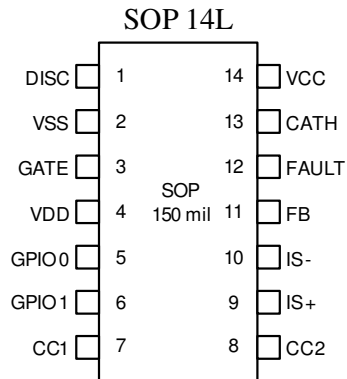 SOP 14L
DISC 1 14 VCC
VSS 2 13 CATH
GATE 3 12 FAULT
SOP
VDD 4 150 mil 11 FB
GPIO0 5 10 IS-
GPIO1 6 9 IS+
CC1 7 8 CC2